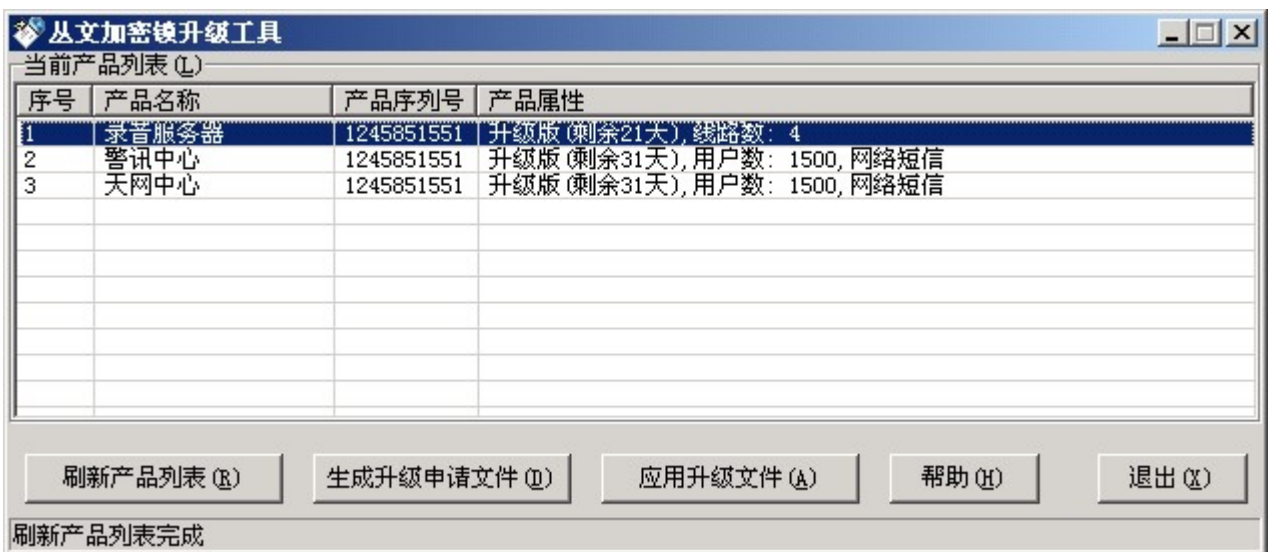 丛文加密镜升级工具
当前产品列表(L)
序号 产品名称 产品序列号 产品属性
1 录音服务器 1245851551 升级版(剩余21天),线路数: 4
2 警讯中心 1245851551 升级版(剩余31天),用户数: 1500,网络短信
3 天网中心 1245851551 升级版(剩余31天),用户数: 1500,网络短信
刷新产品列表(R) 生成升级申请文件(D) 应用升级文件(A) 帮助(H) 退出(X)
刷新产品列表完成